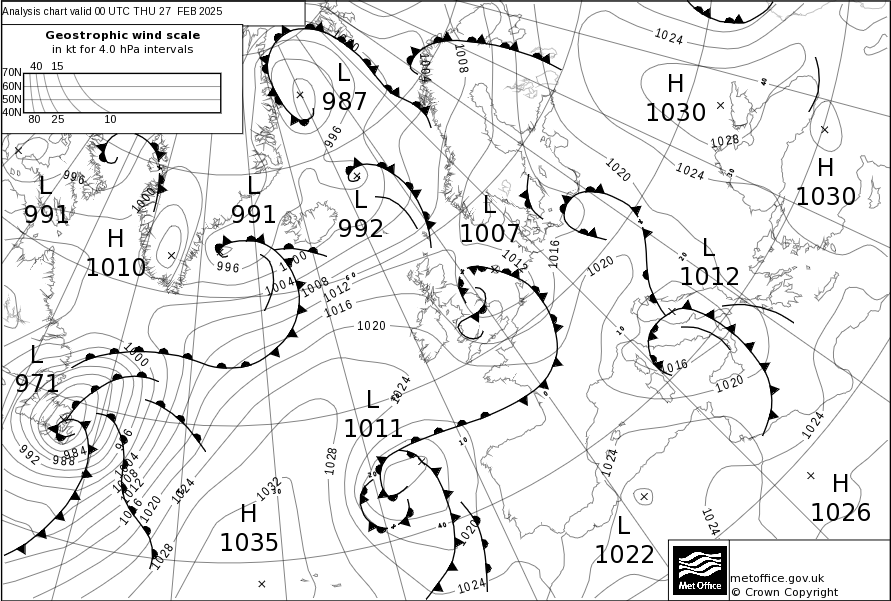 Analysis chart valid 00 UTC THU 27 FEB 2025
Geostrophic wind scale
in kt for 4.0 hPa intervals
40 15
70N
60N
50N
40N
80 25 10
L
987
H
1030
H
1030
L
991
L
991
L
992
L
1007
H
1010
L
1012
L
971
L
1011
H
1035
L
1022
H
1026
1024
1008
1004
996
996
1000
1028
1024
1020
1016
1012
1020
996
1000
1004
1008
1012
1016
1020
1000
1024
1016
1020
1024
1024
1024
1028
1032
992
988
984
996
1004
1008
1012
1016
1020
1024
1028
1020
1024
Met Office
metoffice.gov.uk
© Crown Copyright